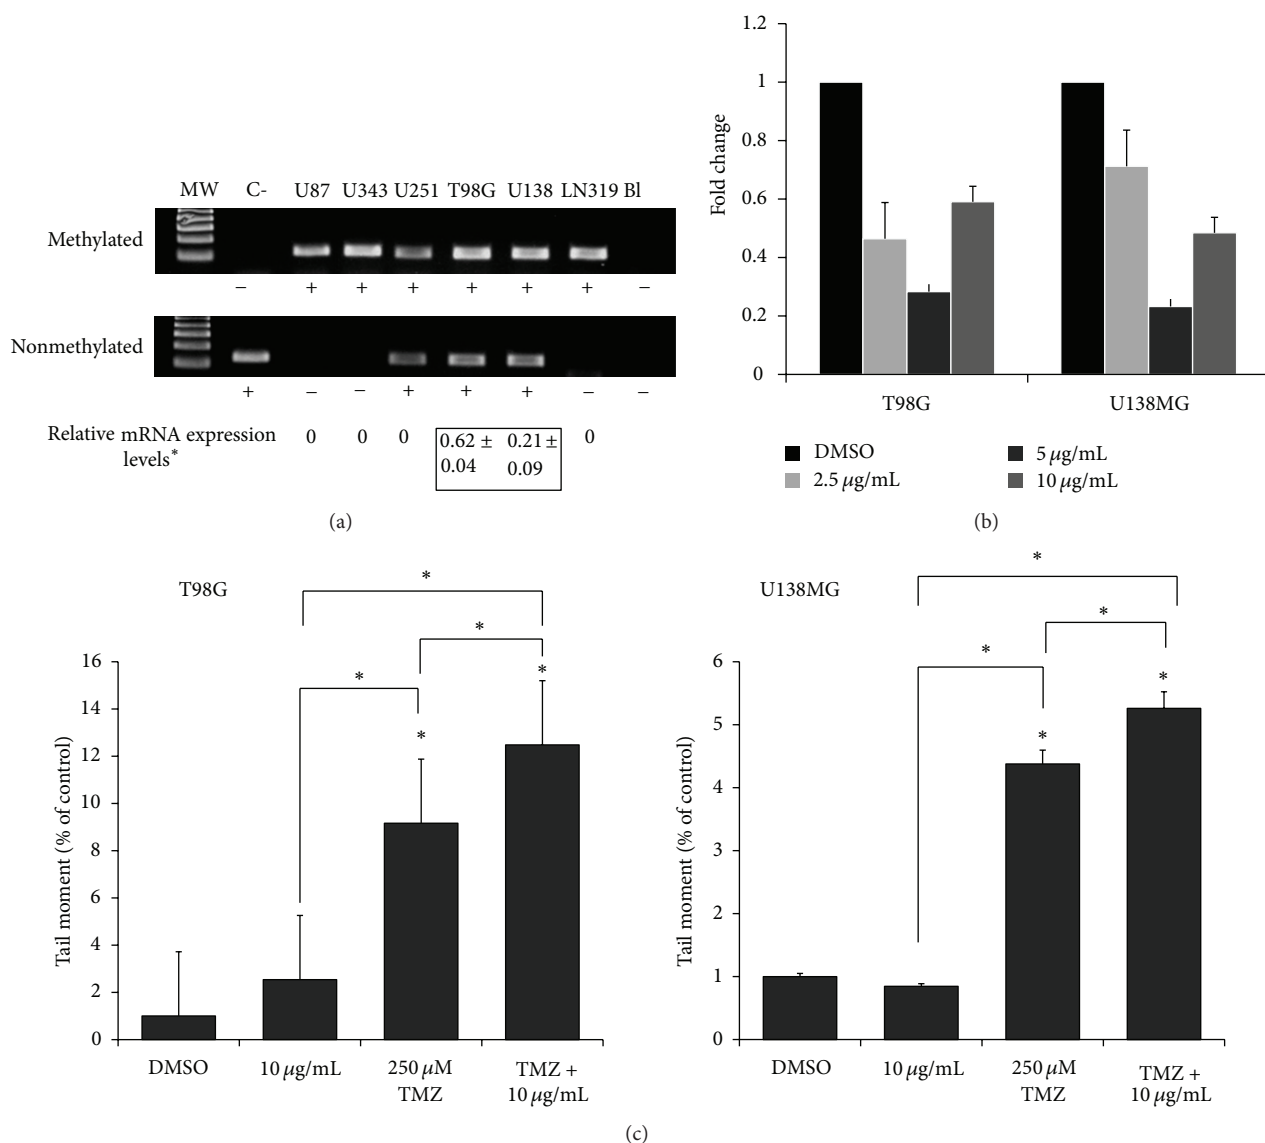 MW C- U87 U343 U251 T98G U138 LN319 Bl
Methylated
− + + + + + + −
Nonmethylated
+ − − + + + − −
Relative mRNA expression levels*
0 0 0 0.62 ± 0.04 0.21 ± 0.09 0
(a)
1.2
1
0.8
0.6
0.4
0.2
0
Fold change
T98G U138MG
DMSO
2.5 µg/mL
5 µg/mL
10 µg/mL
(b)
T98G
*
*
*
*
*
16
14
12
10
8
6
4
2
0
Tail moment (% of control)
DMSO 10 µg/mL 250 µM TMZ TMZ + 10 µg/mL
U138MG
*
*
*
*
*
6
5
4
3
2
1
0
Tail moment (% of control)
DMSO 10 µg/mL 250 µM TMZ TMZ + 10 µg/mL
(c)